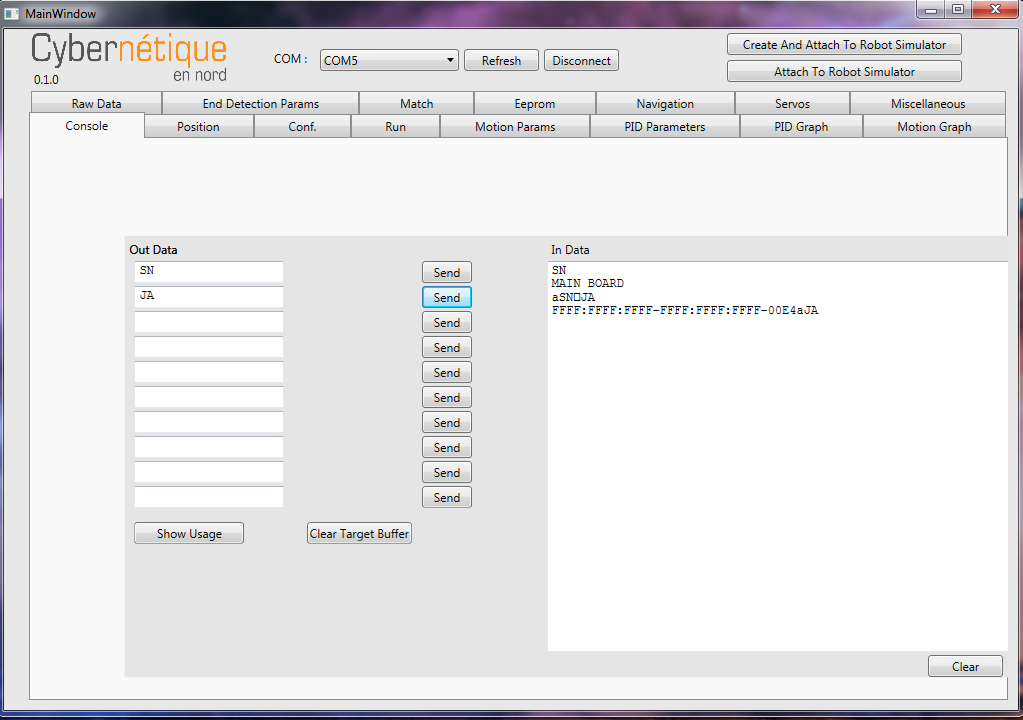 MainWindow
Cybernétique
en nord
0.1.0
COM : COM5 Refresh Disconnect
Create And Attach To Robot Simulator
Attach To Robot Simulator
Raw Data End Detection Params Match Eeprom Navigation Servos Miscellaneous
Console Position Conf. Run Motion Params PID Parameters PID Graph Motion Graph
Out Data
SN Send
JA Send
Send
Send
Send
Send
Send
Send
Send
Send
Show Usage Clear Target Buffer
In Data
SN
MAIN BOARD
aSN□JA
FFFF:FFFF:FFFF-FFFF:FFFF:FFFF-00E4aJA
Clear